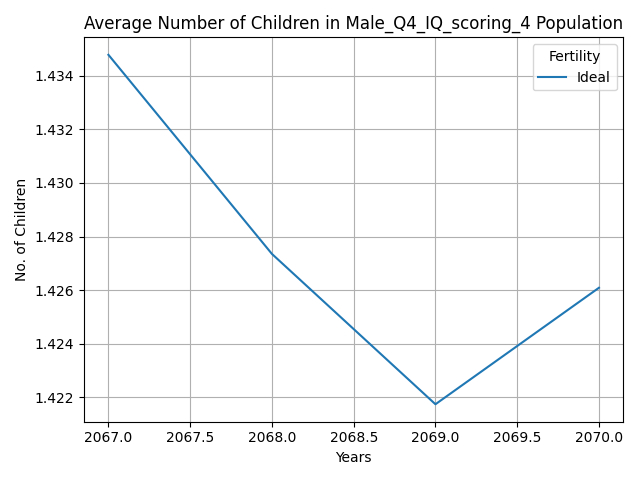 Average Number of Children in Male_Q4_IQ_scoring_4 Population
Fertility
Ideal
1.434
1.432
1.430
1.428
1.426
1.424
1.422
No. of Children
2067.0 2067.5 2068.0 2068.5 2069.0 2069.5 2070.0
Years